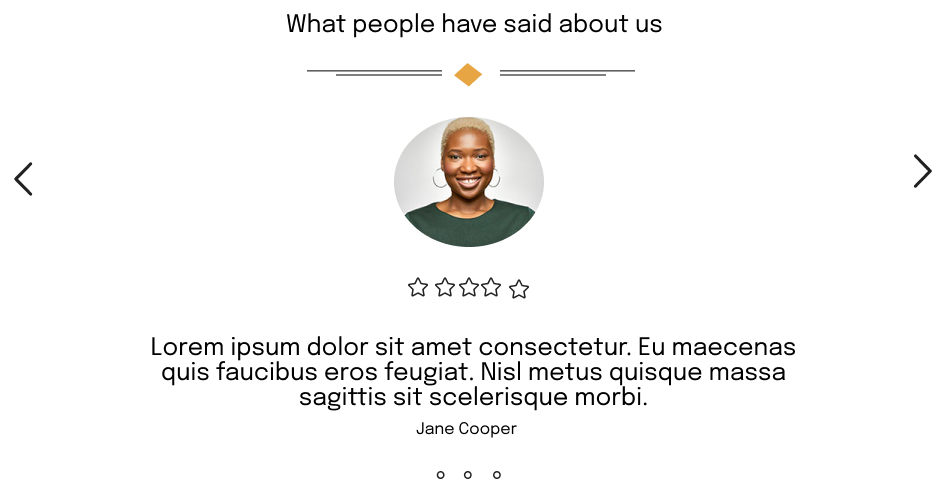 What people have said about us
Lorem ipsum dolor sit amet consectetur. Eu maecenas
quis faucibus eros feugiat. Nisl metus quisque massa
sagittis sit scelerisque morbi.
Jane Cooper